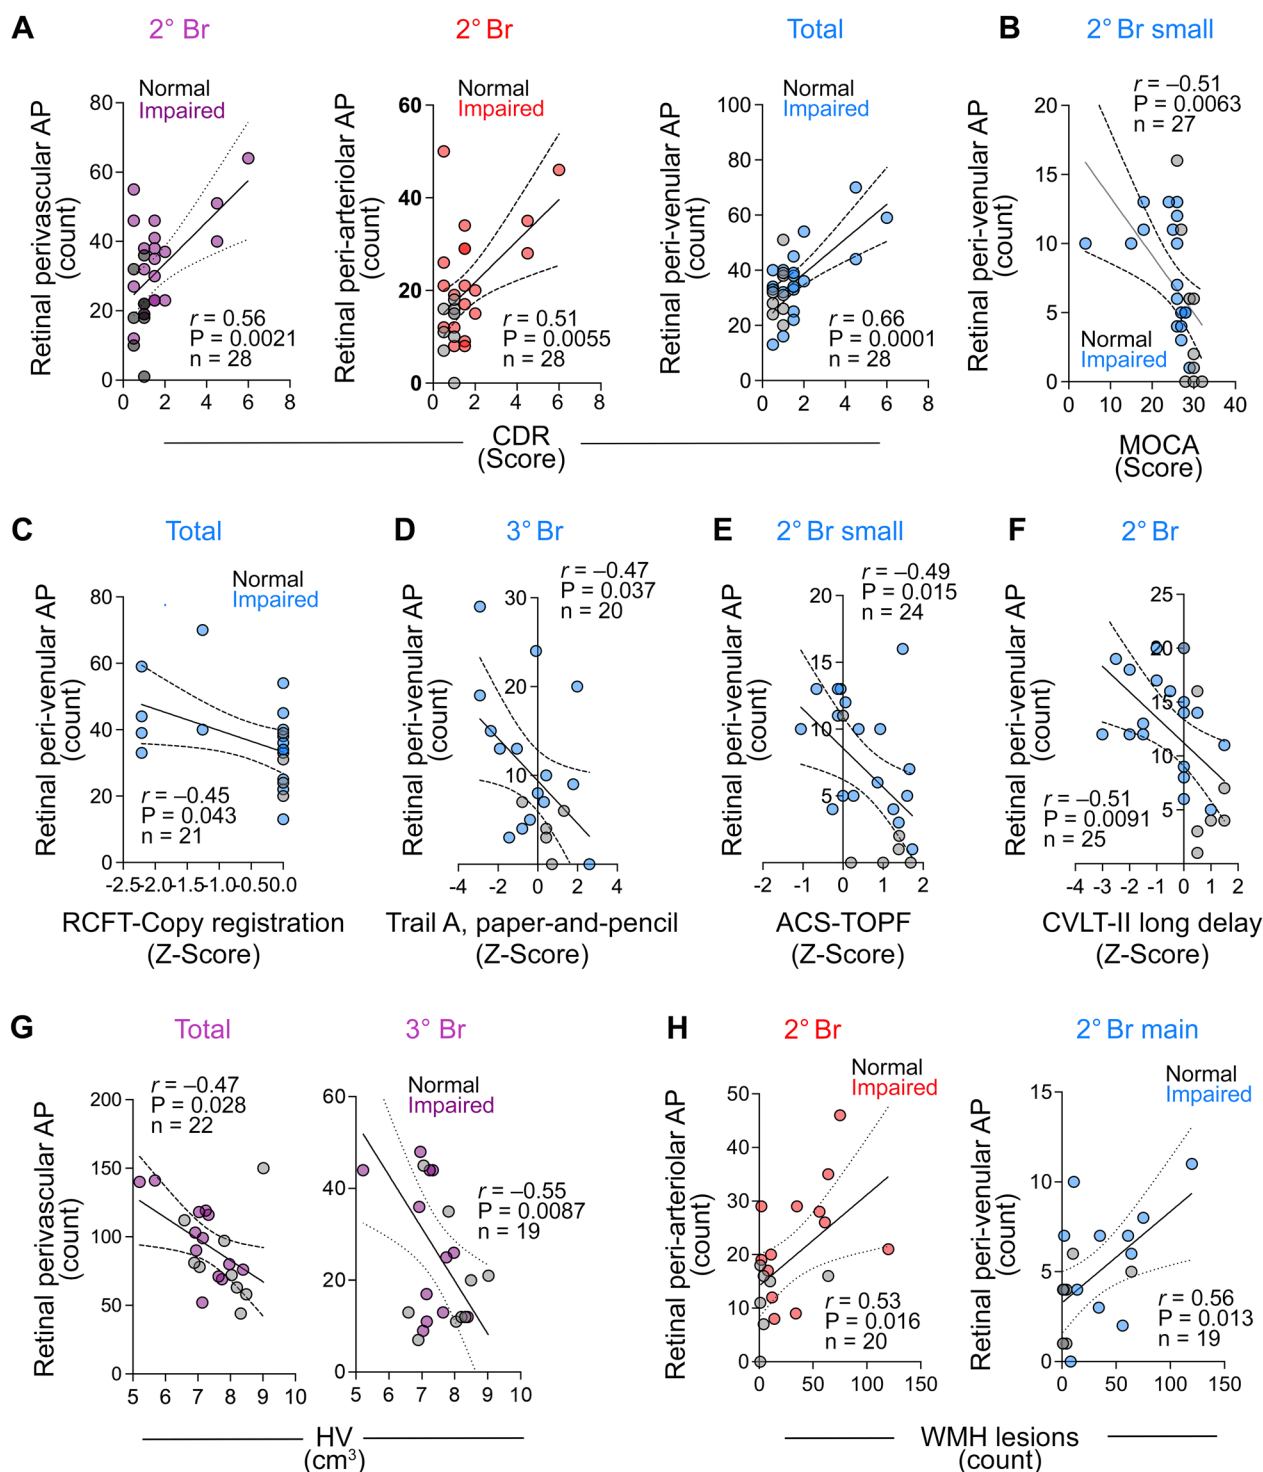 A
2° Br
2° Br
Total
B
2° Br small
Retinal perivascular AP
(count)
Normal
Impaired
80
60
40
20
0
r = 0.56
P = 0.0021
n = 28
0 2 4 6 8
Retinal peri-arteriolar AP
(count)
Normal
Impaired
60
40
20
0
r = 0.51
P = 0.0055
n = 28
0 2 4 6 8
Retinal peri-venular AP
(count)
Normal
Impaired
100
80
60
40
20
0
r = 0.66
P = 0.0001
n = 28
0 2 4 6 8
CDR
(Score)
Retinal peri-venular AP
(count)
r = –0.51
P = 0.0063
n = 27
20
15
10
5
0
Normal
Impaired
0 10 20 30 40
MOCA
(Score)
C
Total
Retinal peri-venular AP
(count)
Normal
Impaired
80
60
40
20
0
r = –0.45
P = 0.043
n = 21
-2.5 -2.0 -1.5 -1.0 -0.5 0.0
RCFT-Copy registration
(Z-Score)
D
3° Br
Retinal peri-venular AP
(count)
r = –0.47
P = 0.037
n = 20
30
20
10
-4 -2 0 2 4
Trail A, paper-and-pencil
(Z-Score)
E
2° Br small
Retinal peri-venular AP
(count)
r = –0.49
P = 0.015
n = 24
20
15
10
5
-2 -1 0 1 2
ACS-TOPF
(Z-Score)
F
2° Br
Retinal peri-venular AP
(count)
25
20
15
10
5
r = –0.51
P = 0.0091
n = 25
-4 -3 -2 -1 0 1 2
CVLT-II long delay
(Z-Score)
G
Total
3° Br
Retinal perivascular AP
(count)
r = –0.47
P = 0.028
n = 22
200
150
100
50
0
5 6 7 8 9 10
Normal
Impaired
60
40
20
0
r = –0.55
P = 0.0087
n = 19
5 6 7 8 9 10
HV
(cm³)
H
2° Br
2° Br main
Retinal peri-arteriolar AP
(count)
Normal
Impaired
50
40
30
20
10
0
r = 0.53
P = 0.016
n = 20
0 50 100 150
Retinal peri-venular AP
(count)
Normal
Impaired
15
10
5
0
r = 0.56
P = 0.013
n = 19
0 50 100 150
WMH lesions
(count)